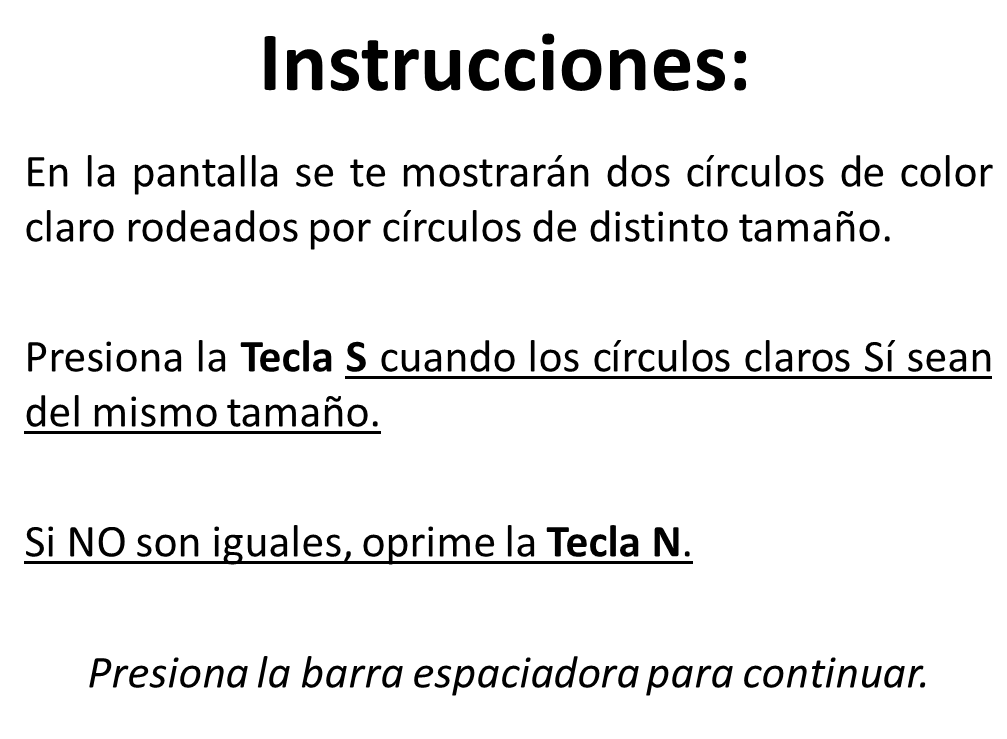 Instrucciones:
En la pantalla se te mostrarán dos círculos de color
claro rodeados por círculos de distinto tamaño.
Presiona la Tecla S cuando los círculos claros Sí sean
del mismo tamaño.
Si NO son iguales, oprime la Tecla N.
Presiona la barra espaciadora para continuar.